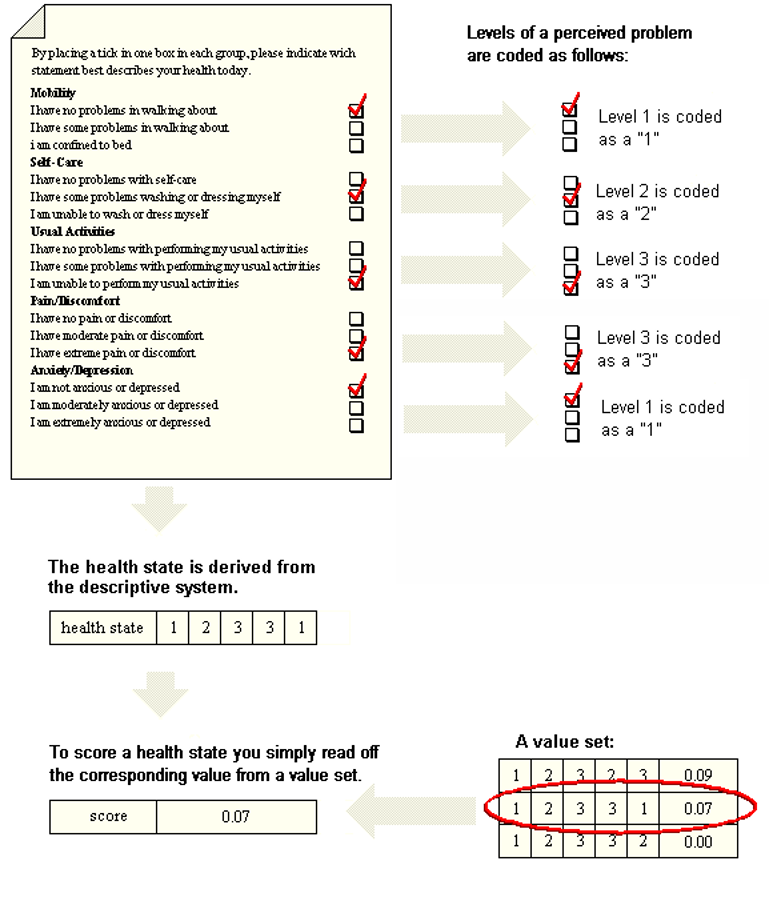 By placing a tick in one box in each group, please indicate wich
statement best describes your health today.
Mobility
I have no problems in walking about
I have some problems in walking about
i am confined to bed
Self-Care
I have no problems with self-care
I have some problems washing or dressing myself
I am unable to wash or dress myself
Usual Activities
I have no problems with performing my usual activities
I have some problems with performing my usual activities
I am unable to perform my usual activities
Pain/Discomfort
I have no pain or discomfort
I have moderate pain or discomfort
I have extreme pain or discomfort
Anxiety/Depression
I am not anxious or depressed
I am moderately anxious or depressed
I am extremely anxious or depressed
Levels of a perceived problem
are coded as follows:
Level 1 is coded
as a "1"
Level 2 is coded
as a "2"
Level 3 is coded
as a "3"
Level 3 is coded
as a "3"
Level 1 is coded
as a "1"
The health state is derived from
the descriptive system.
health state 1 2 3 3 1
To score a health state you simply read off
the corresponding value from a value set.
score 0.07
A value set:
1 2 3 2 3 0.09
1 2 3 3 1 0.07
1 2 3 3 2 0.00